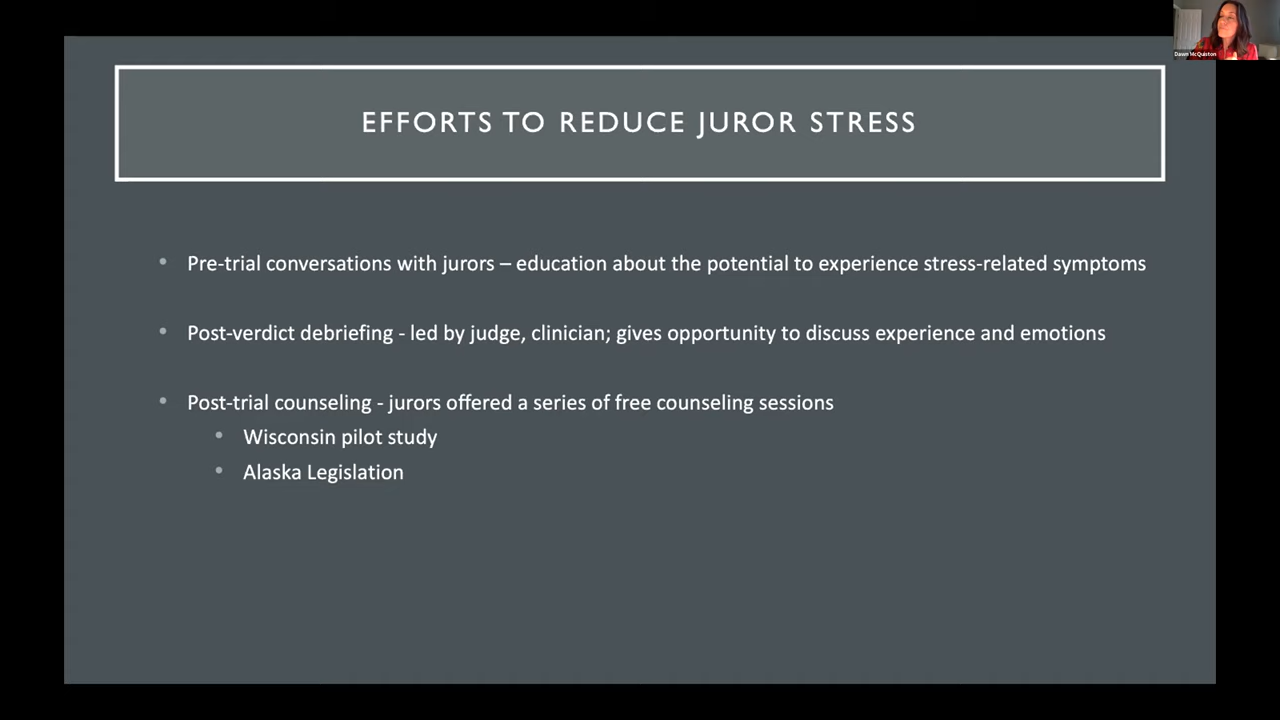 Dawn McQuiston
EFFORTS TO REDUCE JUROR STRESS
• Pre-trial conversations with jurors – education about the potential to experience stress-related symptoms
• Post-verdict debriefing - led by judge, clinician; gives opportunity to discuss experience and emotions
• Post-trial counseling - jurors offered a series of free counseling sessions
• Wisconsin pilot study
• Alaska Legislation